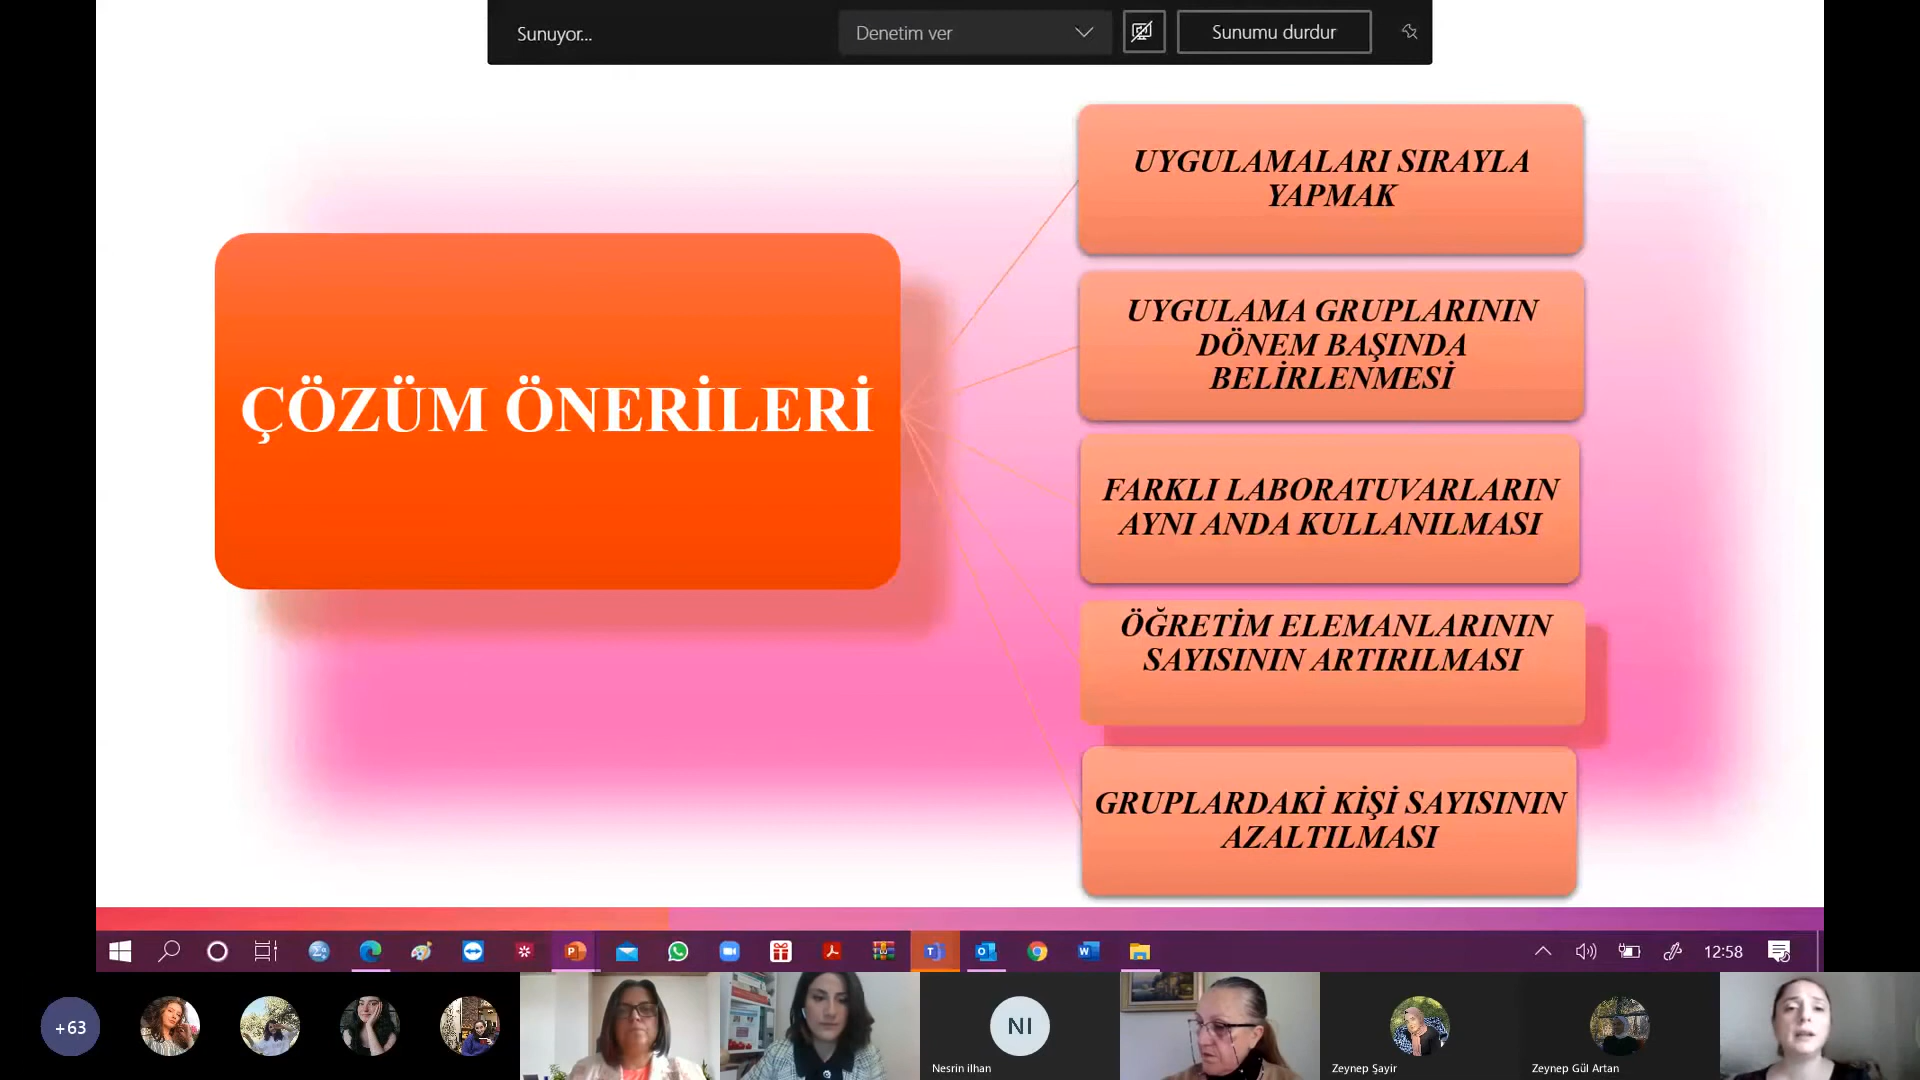 Sunuyor...
Denetim ver
Sunumu durdur
UYGULAMALARI SIRAYLA
YAPMAK
UYGULAMA GRUPLARININ
DÖNEM BAŞINDA
BELİRLENMESİ
ÇÖZÜM ÖNERİLERİ
FARKLI LABORATUVARLARIN
AYNI ANDA KULLANILMASI
ÖĞRETİM ELEMANLARININ
SAYISININ ARTIRILMASI
GRUPLARDAKİ KİŞİ SAYISININ
AZALTILMASI
12:58
+63
NI
Nesrin ilhan
Zeynep Şayir
Zeynep Gül Artan